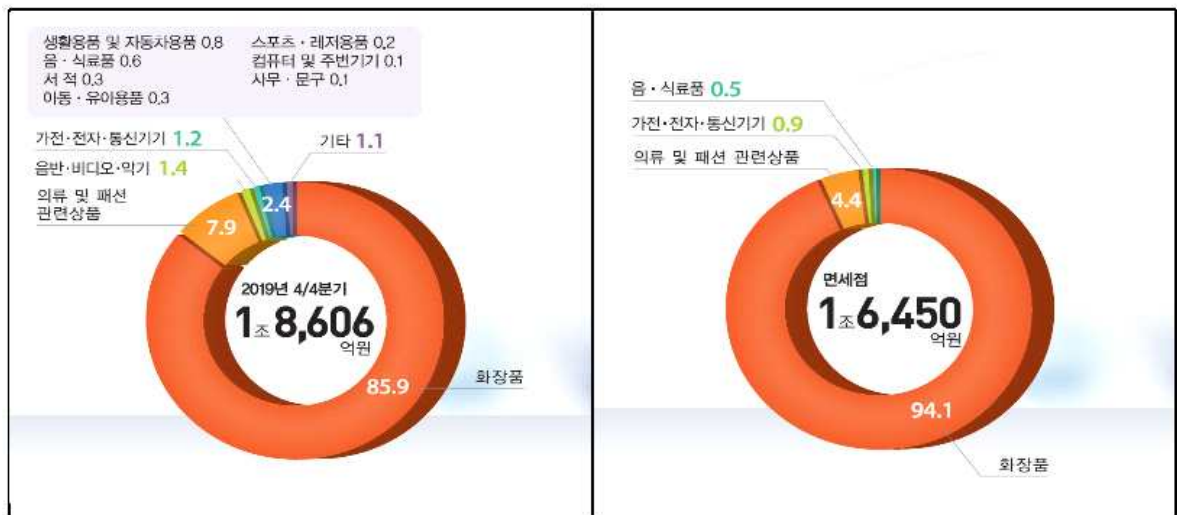 생활용품 및 자동차용품 0.8
음·식료품 0.6
서 적 0.3
아동·유아용품 0.3
스포츠·레저용품 0.2
컴퓨터 및 주변기기 0.1
사무·문구 0.1
가전·전자·통신기기 1.2
음반·비디오·악기 1.4
의류 및 패션
관련상품
기타 1.1
7.9
2.4
2019년 4/4분기
1조 8,606
억원
85.9
화장품
음·식료품 0.5
가전·전자·통신기기 0.9
의류 및 패션 관련상품
4.4
면세점
1조 6,450
억원
94.1
화장품